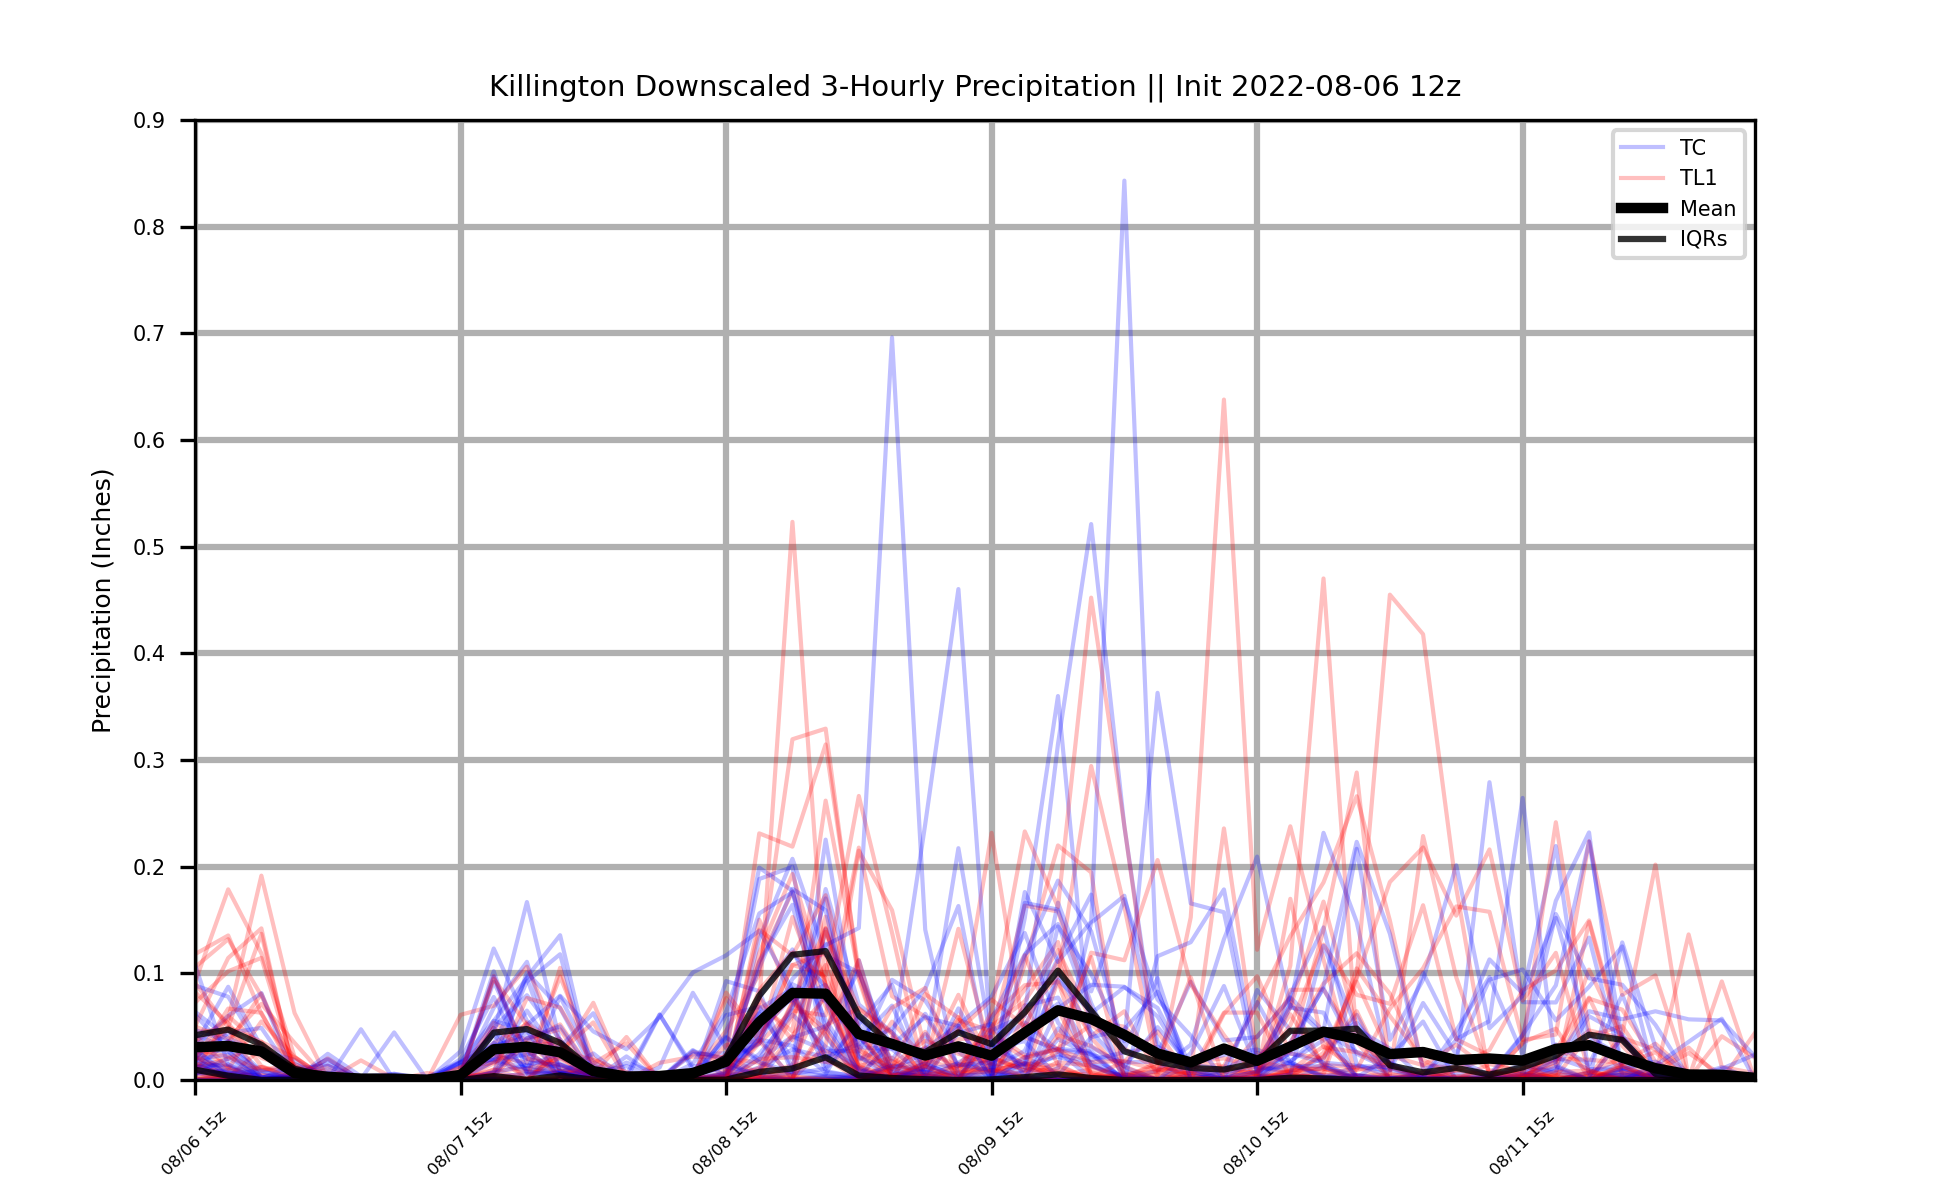 Killington Downscaled 3-Hourly Precipitation || Init 2022-08-06 12z
Precipitation (Inches)
0.9
0.8
0.7
0.6
0.5
0.4
0.3
0.2
0.1
0.0
TC
TL1
Mean
IQRs
08/06 15z
08/07 15z
08/08 15z
08/09 15z
08/10 15z
08/11 15z